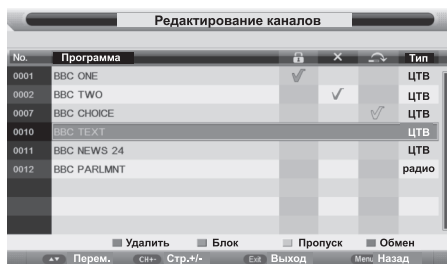 Редактирование каналов
No. Программа Тип
0001 BBC ONE ЦТВ
0002 BBC TWO ЦТВ
0007 BBC CHOICE ЦТВ
0010 BBC TEXT ЦТВ
0011 BBC NEWS 24 ЦТВ
0012 BBC PARLMNT радио
Удалить Блок Пропуск Обмен
Перем. CH+- Стр.+/- Exit Выход Menu Назад